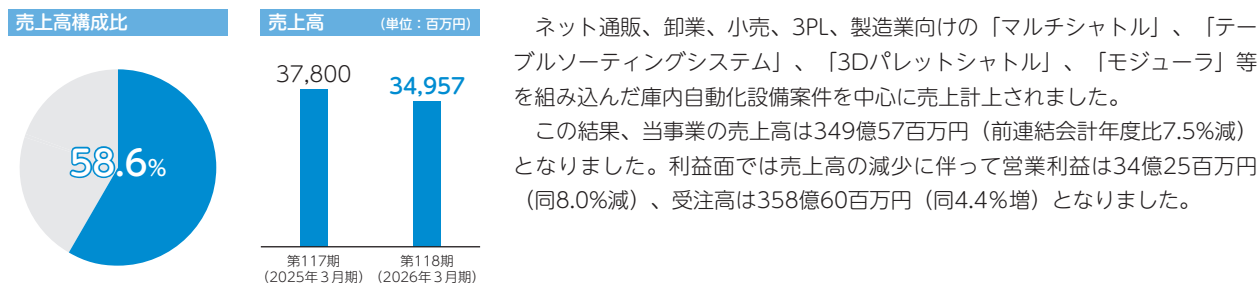 売上高構成比
58.6%
売上高 (単位：百万円)
37,800
34,957
第117期
(2025年3月期)
第118期
(2026年3月期)
ネット通販、卸業、小売、3PL、製造業向けの「マルチシャトル」、「テー
ブルソーティングシステム」、「3Dパレットシャトル」、「モジューラ」等
を組み込んだ庫内自動化設備案件を中心に売上計上されました。
この結果、当事業の売上高は349億57百万円（前連結会計年度比7.5%減）
となりました。利益面では売上高の減少に伴って営業利益は34億25百万円
（同8.0%減）、受注高は358億60百万円（同4.4%増）となりました。